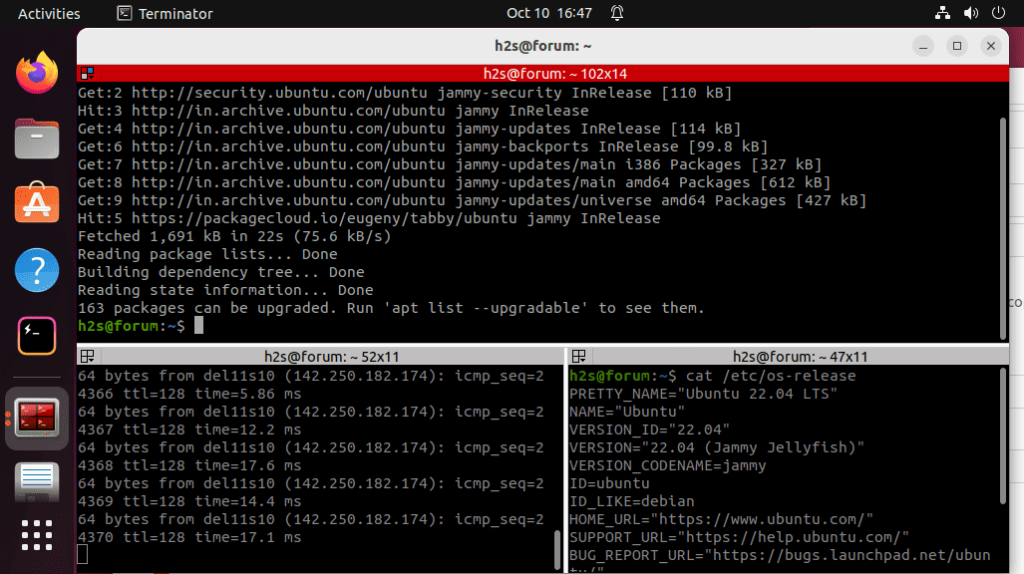 Activities
Terminator
Oct 10 16:47
h2s@forum: ~
h2s@forum: ~ 102x14
Get:2 http://security.ubuntu.com/ubuntu jammy-security InRelease [110 kB]
Hit:3 http://in.archive.ubuntu.com/ubuntu jammy InRelease
Get:4 http://in.archive.ubuntu.com/ubuntu jammy-updates InRelease [114 kB]
Get:6 http://in.archive.ubuntu.com/ubuntu jammy-backports InRelease [99.8 kB]
Get:7 http://in.archive.ubuntu.com/ubuntu jammy-updates/main i386 Packages [327 kB]
Get:8 http://in.archive.ubuntu.com/ubuntu jammy-updates/main amd64 Packages [612 kB]
Get:9 http://in.archive.ubuntu.com/ubuntu jammy-updates/universe amd64 Packages [427 kB]
Hit:5 https://packagecloud.io/eugeny/tabby/ubuntu jammy InRelease
Fetched 1,691 kB in 22s (75.6 kB/s)
Reading package lists... Done
Building dependency tree... Done
Reading state information... Done
163 packages can be upgraded. Run 'apt list --upgradable' to see them.
h2s@forum:~$
co
h2s@forum: ~ 52x11
64 bytes from del11s10 (142.250.182.174): icmp_seq=2
4366 ttl=128 time=5.86 ms
64 bytes from del11s10 (142.250.182.174): icmp_seq=2
4367 ttl=128 time=12.2 ms
64 bytes from del11s10 (142.250.182.174): icmp_seq=2
4368 ttl=128 time=17.6 ms
64 bytes from del11s10 (142.250.182.174): icmp_seq=2
4369 ttl=128 time=14.4 ms
64 bytes from del11s10 (142.250.182.174): icmp_seq=2
4370 ttl=128 time=17.1 ms
h2s@forum: ~ 47x11
h2s@forum:~$ cat /etc/os-release
PRETTY_NAME="Ubuntu 22.04 LTS"
NAME="Ubuntu"
VERSION_ID="22.04"
VERSION="22.04 (Jammy Jellyfish)"
VERSION_CODENAME=jammy
ID=ubuntu
ID_LIKE=debian
HOME_URL="https://www.ubuntu.com/"
SUPPORT_URL="https://help.ubuntu.com/"
BUG_REPORT_URL="https://bugs.launchpad.net/ubun
tu/"